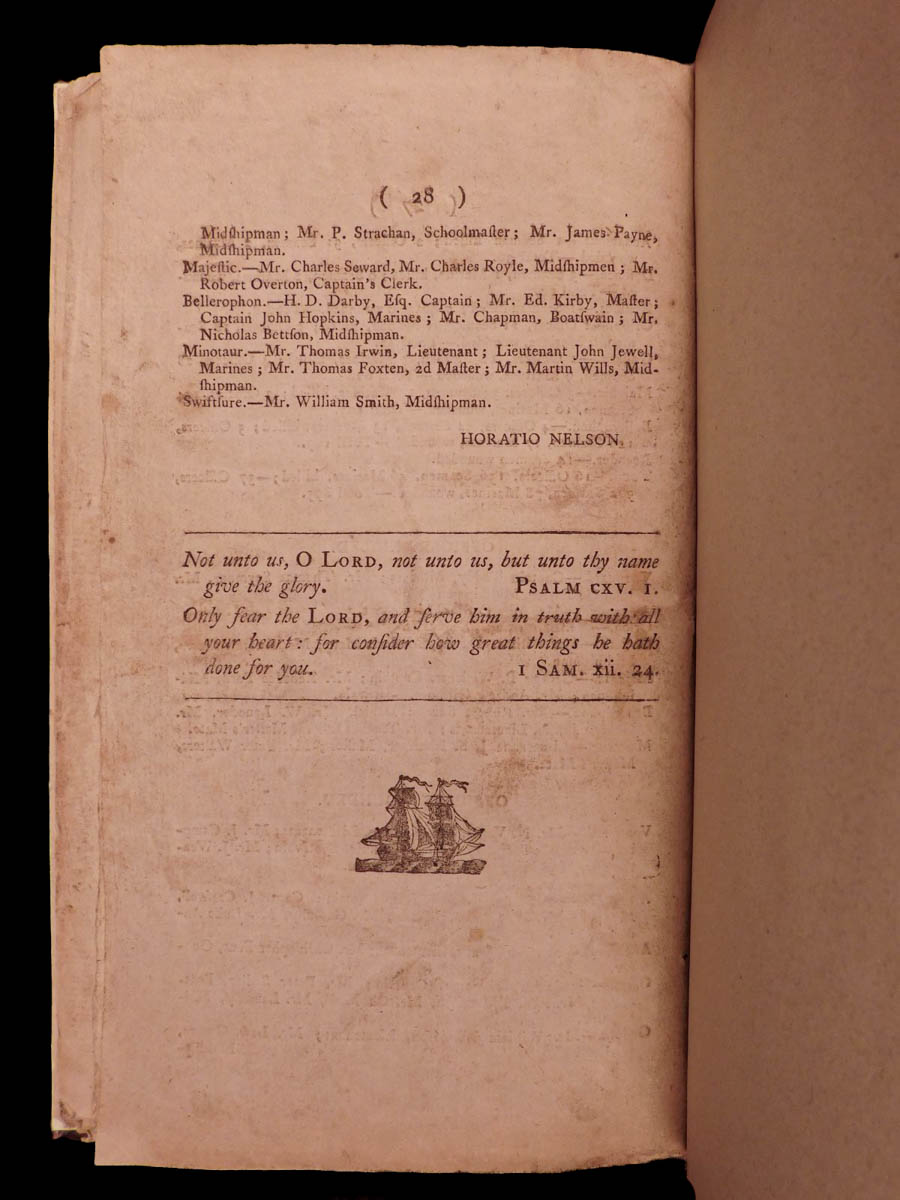 ( 28 )
Midſhipman ; Mr. P. Strachan, Schoolmaſter ; Mr. James Payne,
Midſhipman.
Majeſtic.—Mr. Charles Seward, Mr. Charles Royle, Midſhipmen ; Mr.
Robert Overton, Captain's Clerk.
Bellerophon.—H. D. Darby, Eſq. Captain ; Mr. Ed. Kirby, Maſter ;
Captain John Hopkins, Marines ; Mr. Chapman, Boatſwain ; Mr.
Nicholas Bettſon, Midſhipman.
Minotaur.—Mr. Thomas Irwin, Lieutenant ; Lieutenant John Jewell,
Marines ; Mr. Thomas Foxten, 2d Maſter ; Mr. Martin Wills, Mid-
ſhipman.
Swiftſure.—Mr. William Smith, Midſhipman.
HORATIO NELSON.
Not unto us, O LORD, not unto us, but unto thy name
give the glory. PSALM CXV. 1.
Only fear the LORD, and ſerve him in truth with all
your heart : for conſider how great things he hath
done for you. 1 SAM. xii. 24.